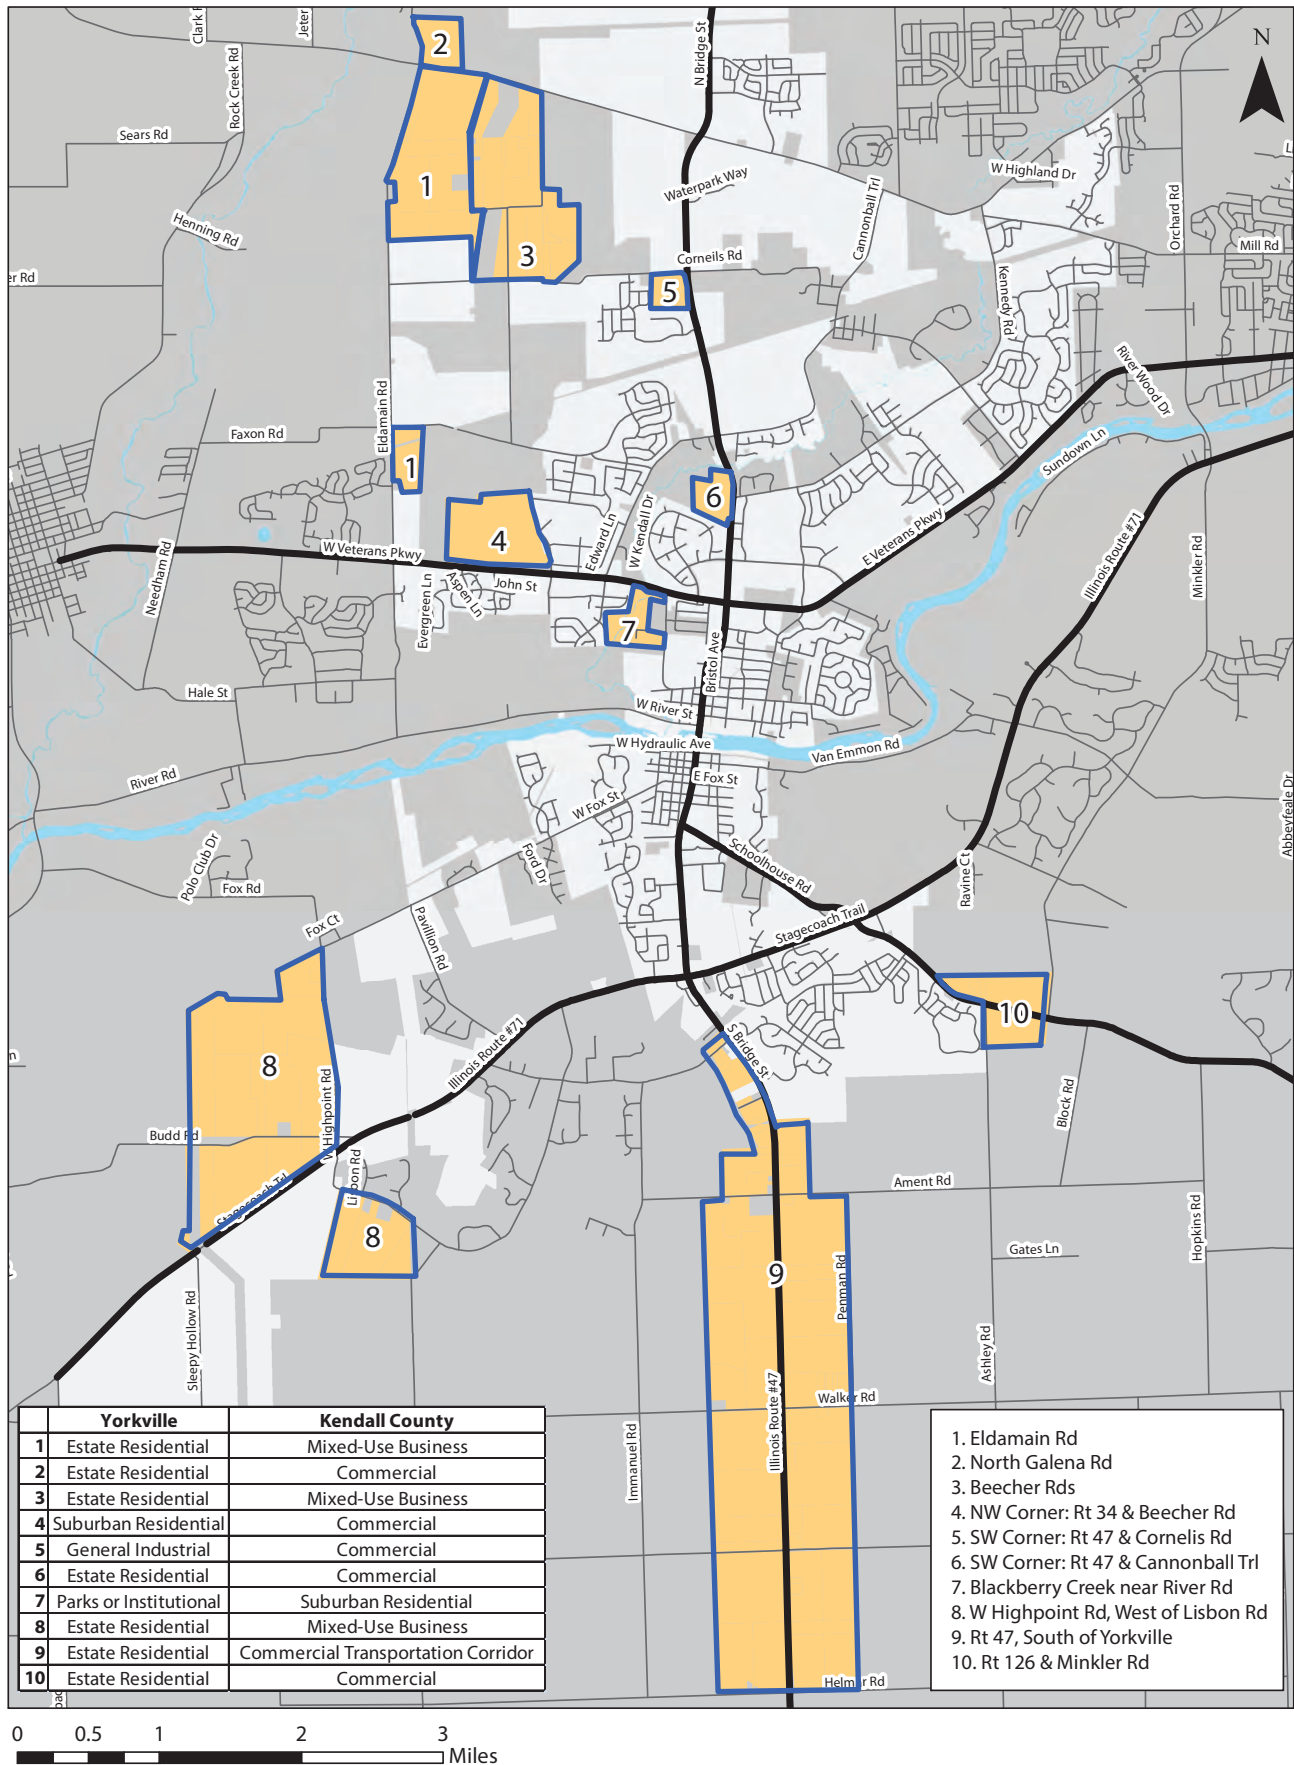 Clark R
Jeter
2
N Bridge St
N
Rock Creek Rd
Sears Rd
1
W Highland Dr
Waterpark Way
Cannonball Trl
Orchard Rd
Henning Rd
Mill Rd
3
Corneils Rd
er Rd
5
Kennedy Rd
River Wood Dr
Eldamain Rd
Faxon Rd
Sundown Ln
1
6
W Kendall Dr
Edward Ln
4
E Veterans Pkwy
Illinois Route #71
W Veterans Pkwy
Minkler Rd
Needham Rd
Aspen Ln
John St
Evergreen Ln
7
Bristol Ave
Hale St
W River St
W Hydraulic Ave
Van Emmon Rd
River Rd
E Fox St
W Fox St
Abbeyfeale Dr
Polo Club Dr
Ford Dr
Schoolhouse Rd
Ravine Ct
Fox Rd
Fox Ct
Pavillion Rd
Stagecoach Trail
10
8
S Bridge St
Illinois Route #71
W Highpoint Rd
Block Rd
Budd Rd
Lisbon Rd
Ament Rd
Stagecoach Trl
8
Hopkins Rd
Gates Ln
9
Penman Rd
Sleepy Hollow Rd
Ashley Rd
Walker Rd
Illinois Route #47
Immanuel Rd
Helmar Rd
Yorkville Kendall County
1 Estate Residential Mixed-Use Business
2 Estate Residential Commercial
3 Estate Residential Mixed-Use Business
4 Suburban Residential Commercial
5 General Industrial Commercial
6 Estate Residential Commercial
7 Parks or Institutional Suburban Residential
8 Estate Residential Mixed-Use Business
9 Estate Residential Commercial Transportation Corridor
10 Estate Residential Commercial
1. Eldamain Rd
2. North Galena Rd
3. Beecher Rds
4. NW Corner: Rt 34 & Beecher Rd
5. SW Corner: Rt 47 & Cornelis Rd
6. SW Corner: Rt 47 & Cannonball Trl
7. Blackberry Creek near River Rd
8. W Highpoint Rd, West of Lisbon Rd
9. Rt 47, South of Yorkville
10. Rt 126 & Minkler Rd
0 0.5 1 2 3
Miles